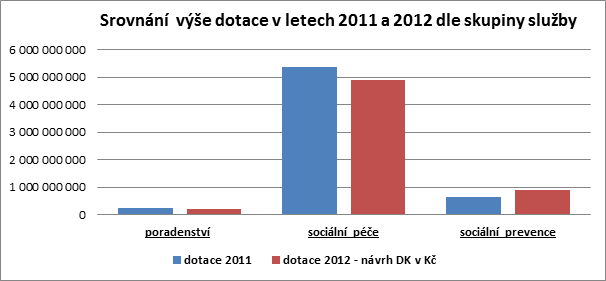 Srovnání výše dotace v letech 2011 a 2012 dle skupiny služby
6 000 000 000
5 000 000 000
4 000 000 000
3 000 000 000
2 000 000 000
1 000 000 000
0
poradenství sociální péče sociální prevence
dotace 2011 dotace 2012 - návrh DK v Kč